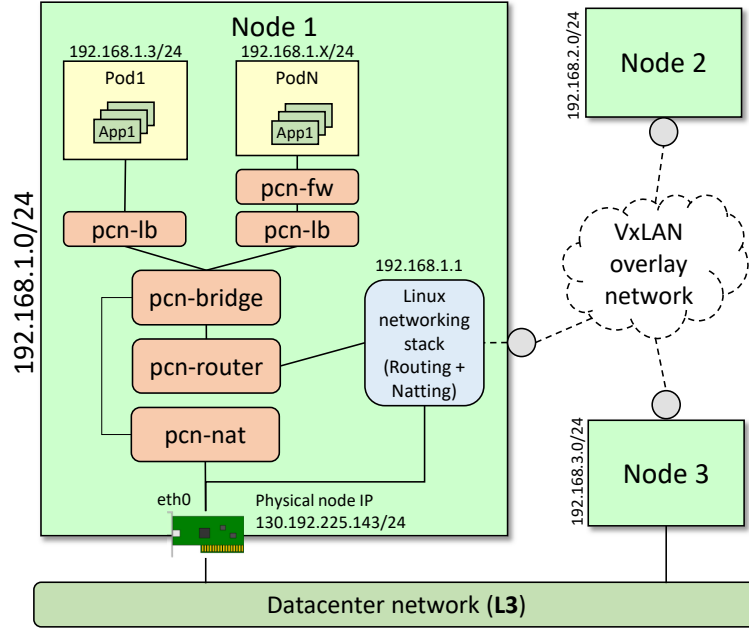 Node 1
192.168.1.3/24
192.168.1.X/24
Pod1
App1
PodN
App1
pcn-fw
pcn-lb
pcn-lb
192.168.1.0/24
pcn-bridge
pcn-router
pcn-nat
192.168.1.1
Linux
networking
stack
(Routing +
Natting)
eth0
Physical node IP
130.192.225.143/24
192.168.2.0/24
Node 2
VxLAN
overlay
network
192.168.3.0/24
Node 3
Datacenter network (L3)